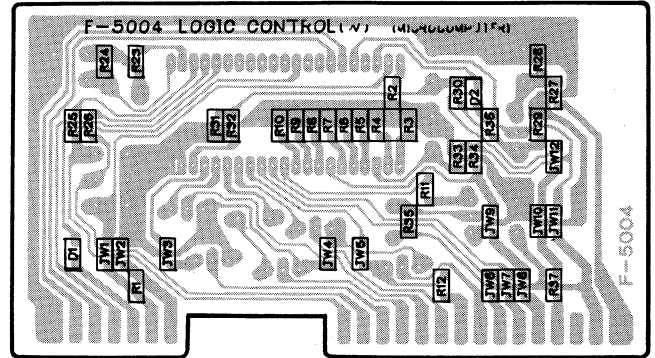 F-5004 LOGIC CONTROL(N) (MICROCOMPUTER)
R24 R23 R28
R2 R30 D2 R27
R25 R26 R31 R32 R10 R9 R8 R7 R6 R5 R4 R3 R36 R29
R33 R34 JW12
R11
R35 JW9 JW10 JW11
F-5004
D1 JW1 JW2 JW3 JW4 JW5
R1 R12 JW6 JW7 JW8 R37